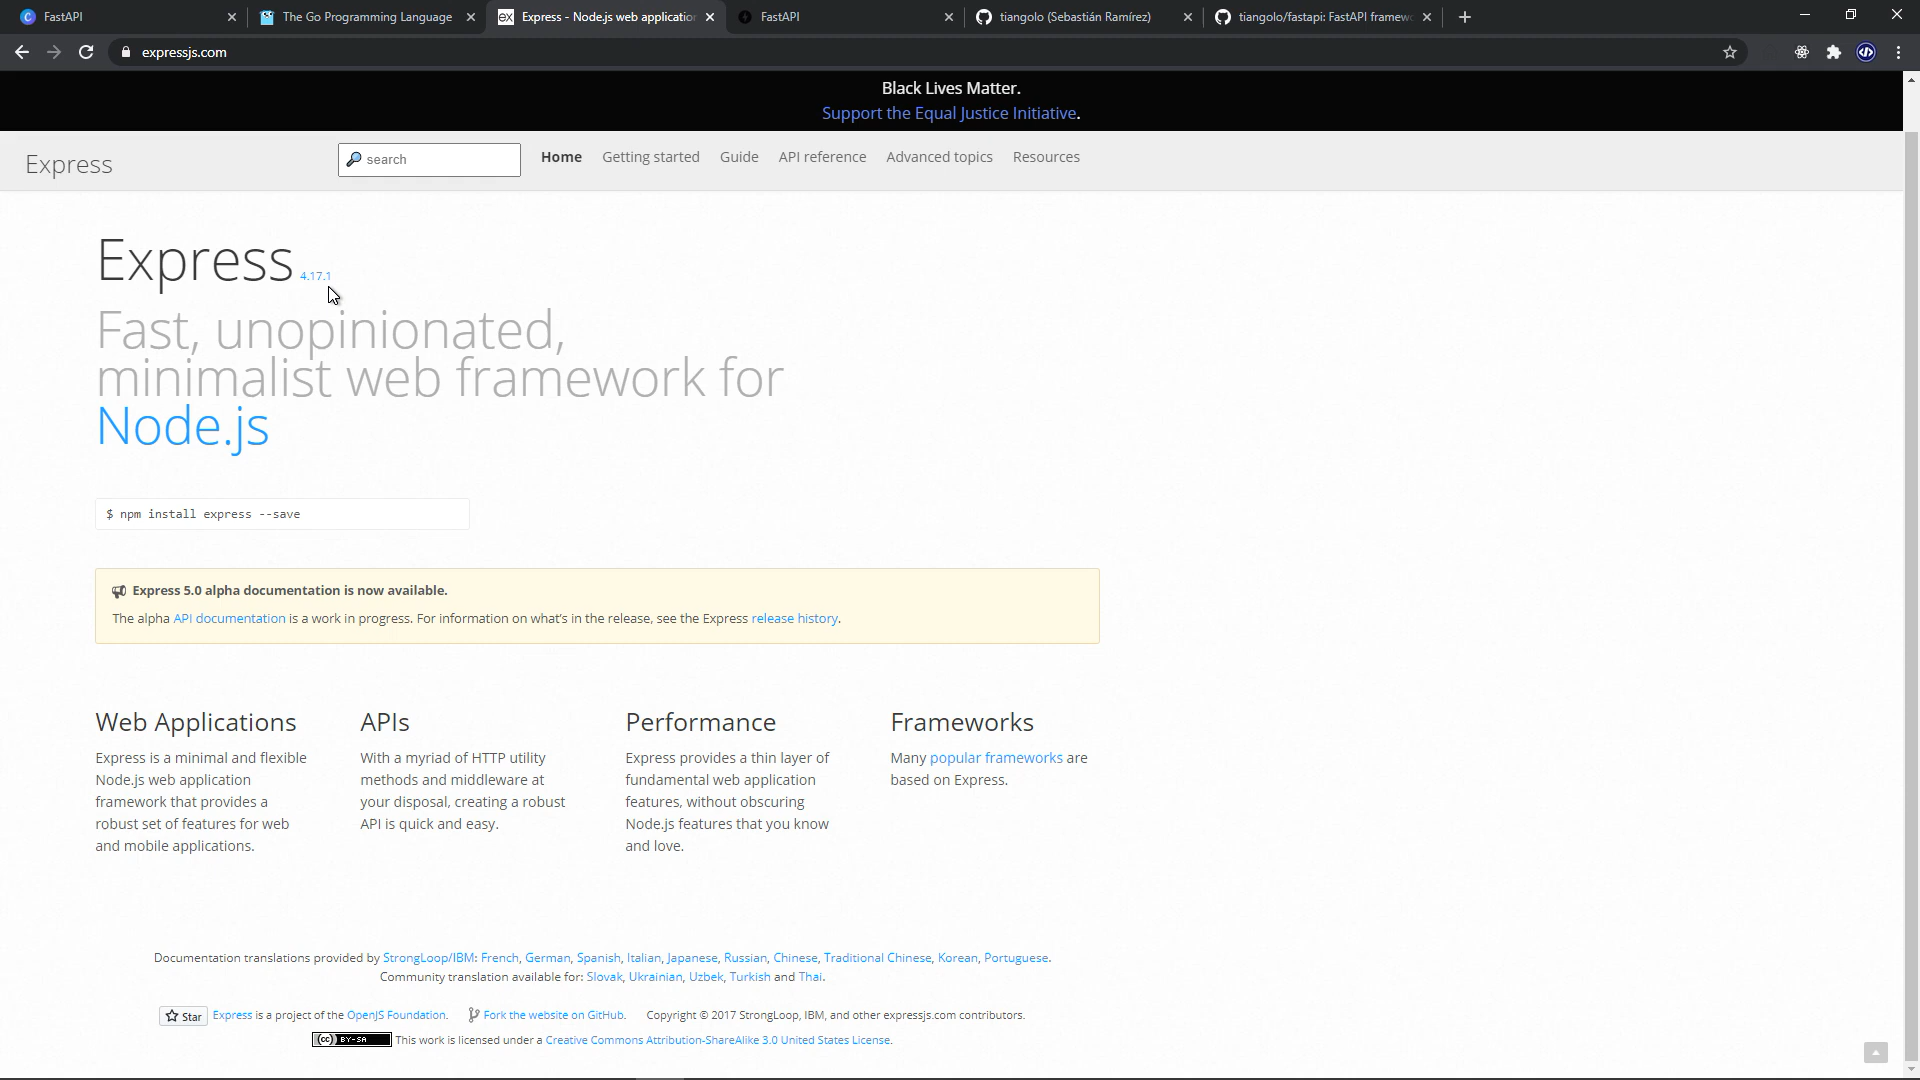 FastAPI
The Go Programming Language
Express - Node.js web application
FastAPI
tiangolo (Sebastián Ramírez)
tiangolo/fastapi: FastAPI framew
expressjs.com
Black Lives Matter.
Support the Equal Justice Initiative.
Express
search
Home
Getting started
Guide
API reference
Advanced topics
Resources
Express 4.17.1
Fast, unopinionated,
minimalist web framework for
Node.js
$ npm install express --save
Express 5.0 alpha documentation is now available.
The alpha API documentation is a work in progress. For information on what's in the release, see the Express release history.
Web Applications
Express is a minimal and flexible
Node.js web application
framework that provides a
robust set of features for web
and mobile applications.
APIs
With a myriad of HTTP utility
methods and middleware at
your disposal, creating a robust
API is quick and easy.
Performance
Express provides a thin layer of
fundamental web application
features, without obscuring
Node.js features that you know
and love.
Frameworks
Many popular frameworks are
based on Express.
Documentation translations provided by StrongLoop/IBM: French, German, Spanish, Italian, Japanese, Russian, Chinese, Traditional Chinese, Korean, Portuguese.
Community translation available for: Slovak, Ukrainian, Uzbek, Turkish and Thai.
Star
Express is a project of the OpenJS Foundation.
Fork the website on GitHub.
Copyright © 2017 StrongLoop, IBM, and other expressjs.com contributors.
(cc) BY-SA
This work is licensed under a Creative Commons Attribution-ShareAlike 3.0 United States License.